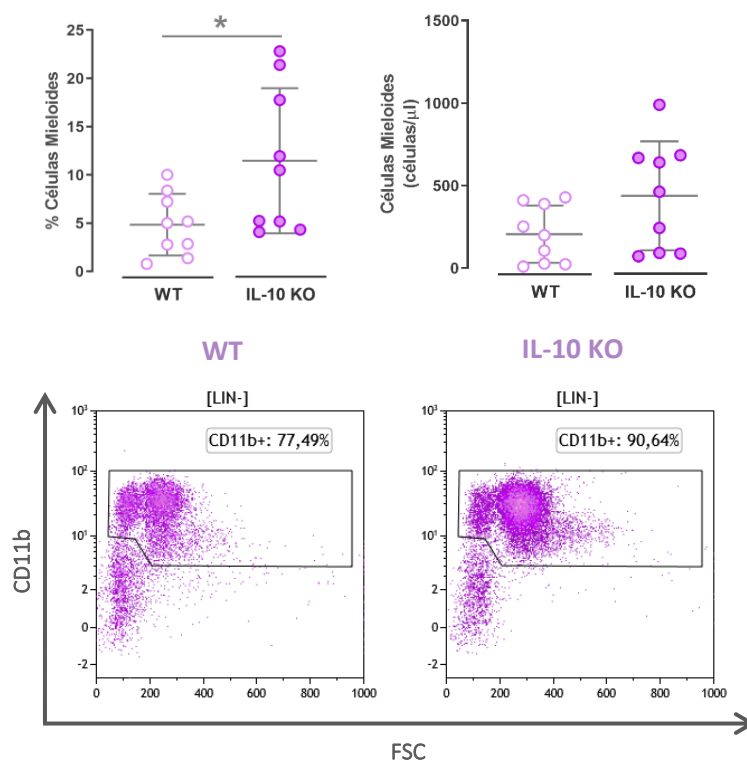 *
% Células Mieloides
25
20
15
10
5
0
WT
IL-10 KO
Células Mieloides
(células/μl)
1500
1000
500
0
WT
IL-10 KO
WT
IL-10 KO
CD11b
[LIN-]
CD11b+: 77,49%
10³
10²
10¹
2
0
-2
0
200
400
600
800
1000
[LIN-]
CD11b+: 90,64%
10³
10²
10¹
2
0
-2
0
200
400
600
800
1000
FSC